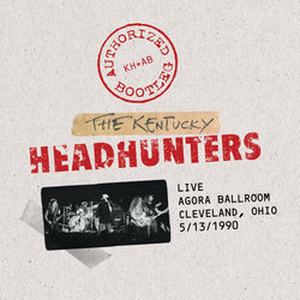 AUTHORIZED
KH★AB
BOOTLEG
THE KENTUCKY
HEADHUNTERS
LIVE
AGORA BALLROOM
CLEVELAND, OHIO
5/13/1990